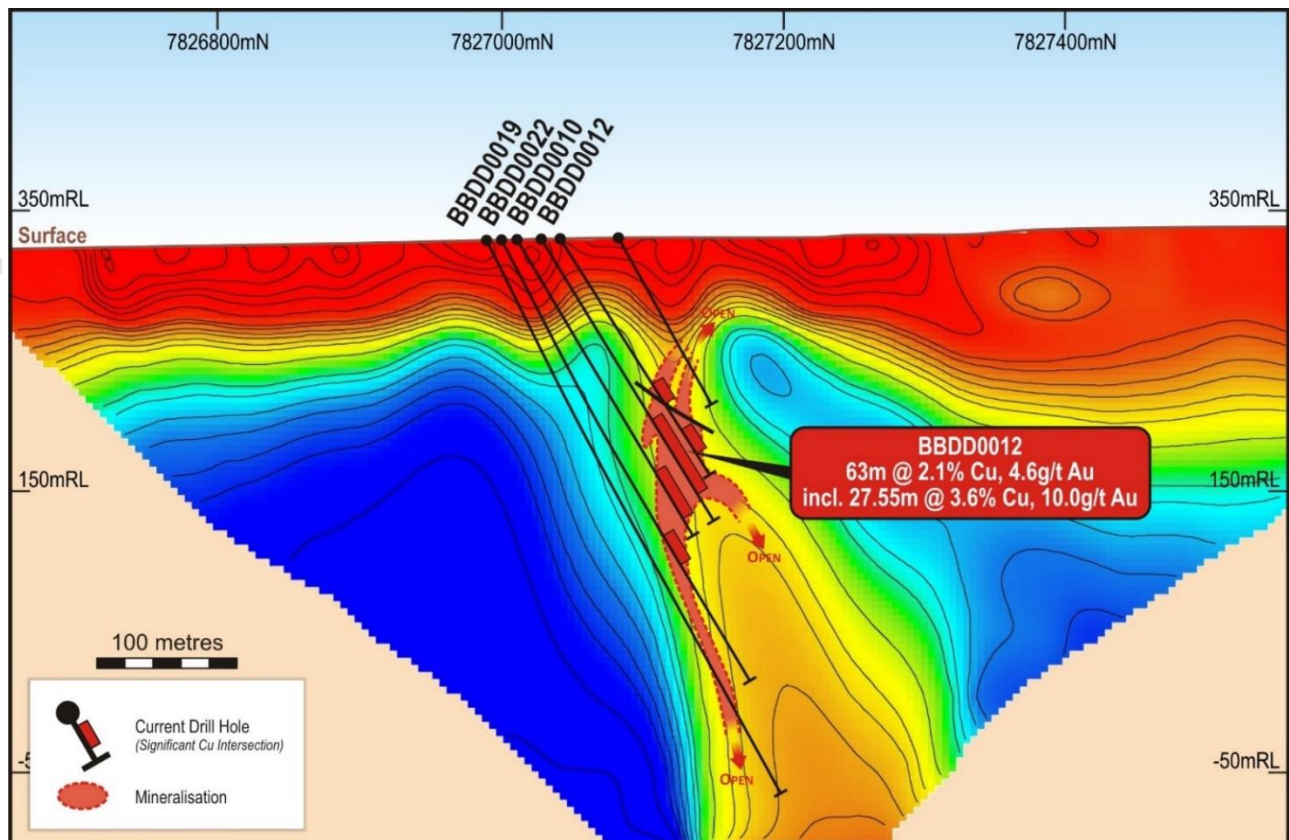 7826800mN
7827000mN
7827200mN
7827400mN
BBDD0019
BBDD0022
BBDD0010
BBDD0012
350mRL
350mRL
Surface
OPEN
BBDD0012
63m @ 2.1% Cu, 4.6g/t Au
incl. 27.55m @ 3.6% Cu, 10.0g/t Au
150mRL
150mRL
OPEN
100 metres
Current Drill Hole
(Significant Cu Intersection)
Mineralisation
-50mRL
OPEN